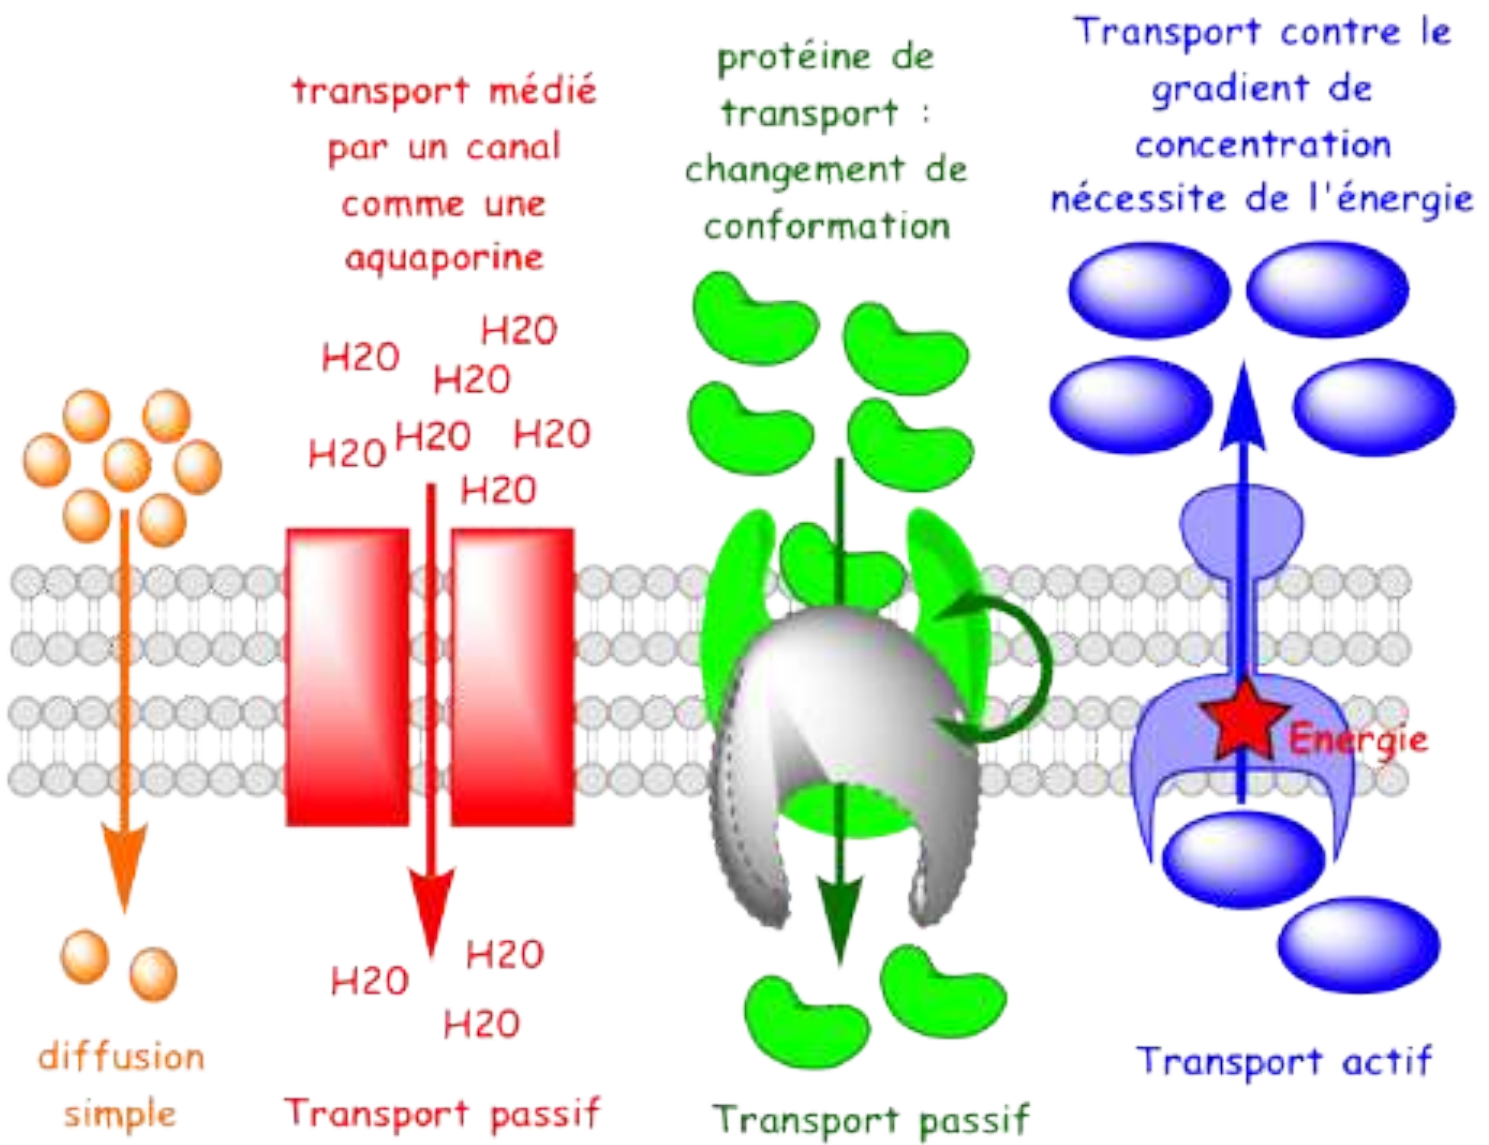 transport médié
par un canal
comme une
aquaporine
protéine de
transport :
changement de
conformation
Transport contre le
gradient de
concentration
nécessite de l'énergie
H2O
H2O
H2O
H2O
H2O
H2O
H2O
Energie
H2O
H2O
H2O
diffusion
simple
Transport passif
Transport passif
Transport actif